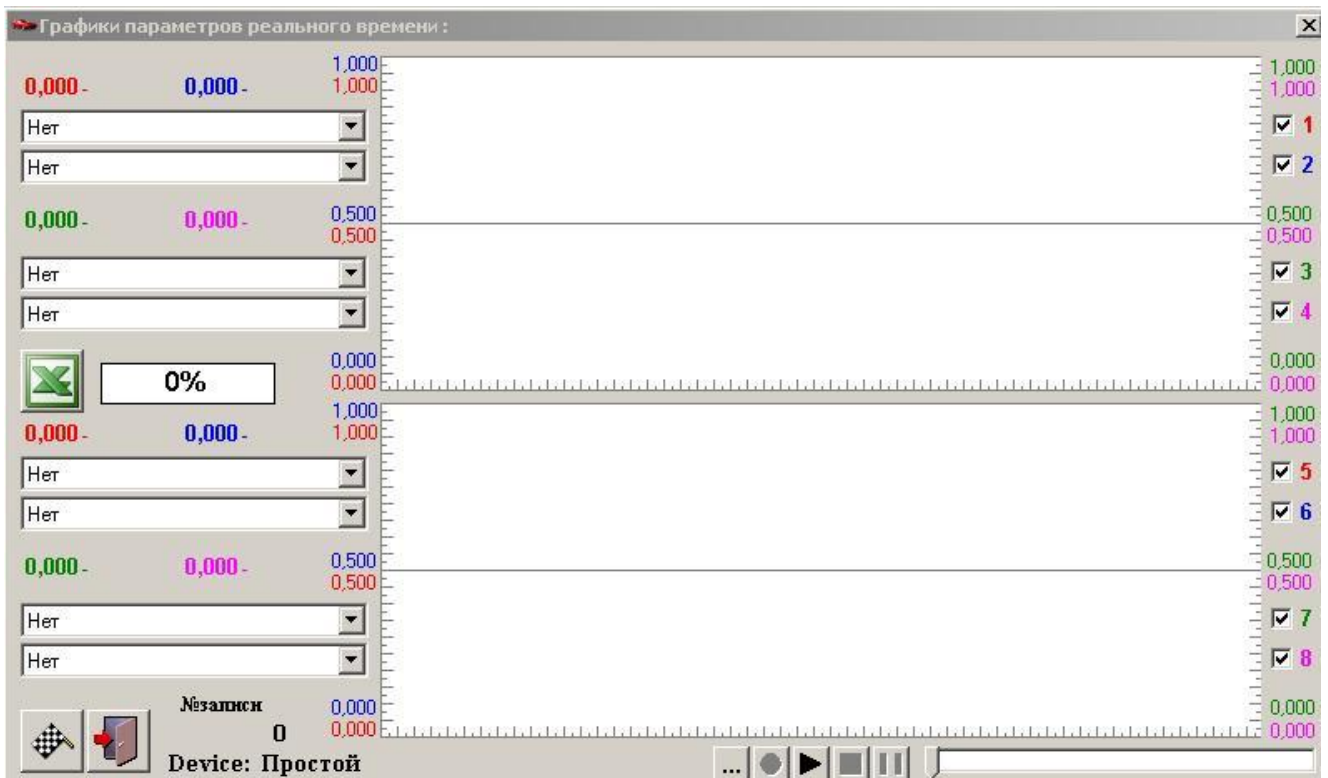 Графики параметров реального времени :
1,000 1,000
0,000 - 0,000 - 1,000 1,000
Нет 1
Нет 2
0,500 0,500
0,000 - 0,000 - 0,500 0,500
Нет 3
Нет 4
0,000 0,000
0% 0,000 0,000
1,000 1,000
0,000 - 0,000 - 1,000 1,000
Нет 5
Нет 6
0,500 0,500
0,000 - 0,000 - 0,500 0,500
Нет 7
Нет 8
№записи 0,000 0,000
0 0,000 0,000
Device: Простой ...